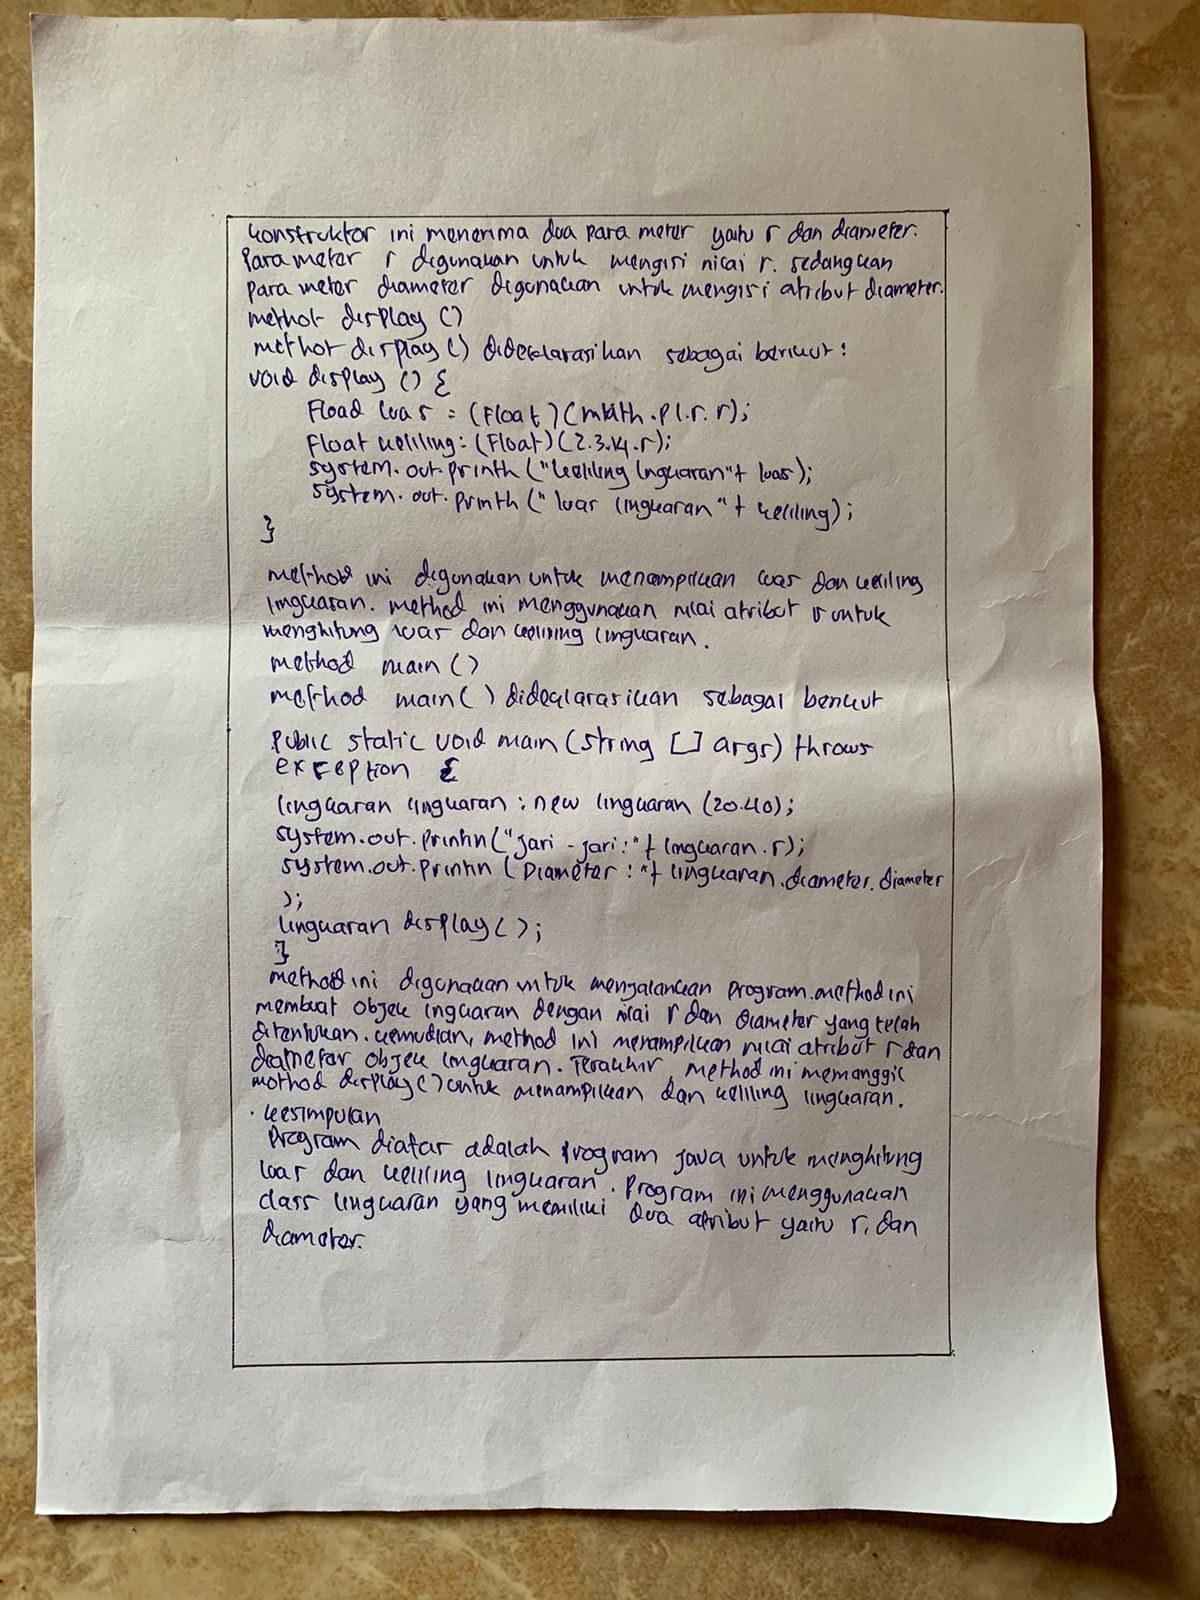 konstruktor ini menerima dua parameter yaitu r dan diameter.
Parameter r digunakan untuk mengisi nilai r. sedangkan
parameter diameter digunakan untuk mengisi atribut diameter.
methot display ()
methot display () dideklarasikan sebagai berikut :
void display () {
Fload luas = (Float) (math.pl.r.r);
Float keliling = (Float) (2.3.14.r);
system.out.println ("keliling lngkaran" + luas);
system.out.println ("luas lingkaran" + keliling);
}
method ini digunakan untuk menampilkan luas dan keliling
lingkaran. method ini menggunakan nilai atribut r untuk
menghitung luas dan keliling lingkaran.
method main ()
method main () dideklarasikan sebagai berikut
public static void main (string [] args) throws
exception {
lingkaran lingkaran : new lingkaran (20.40);
system.out.println ("jari - jari :" + lingkaran.r);
system.out.println (Diameter : "+ lingkaran.diameter.diameter
);
lingkaran display ();
}
method ini digunakan untuk menjalankan program. method ini
membuat objek ingkaran dengan nilai r dan diameter yang telah
ditentukan. kemudian, method ini menampilkan nilai atribut r dan
diameter objek lingkaran. Terakhir, method ini memanggil
mothod display () untuk menampilkan dan keliling lingkaran.
. kesimpulan
Program diatas adalah program java untuk menghitung
luas dan keliling lingkaran. Program ini menggunakan
class lingkaran yang memiliki dua atribut yaitu r, dan
diameter.